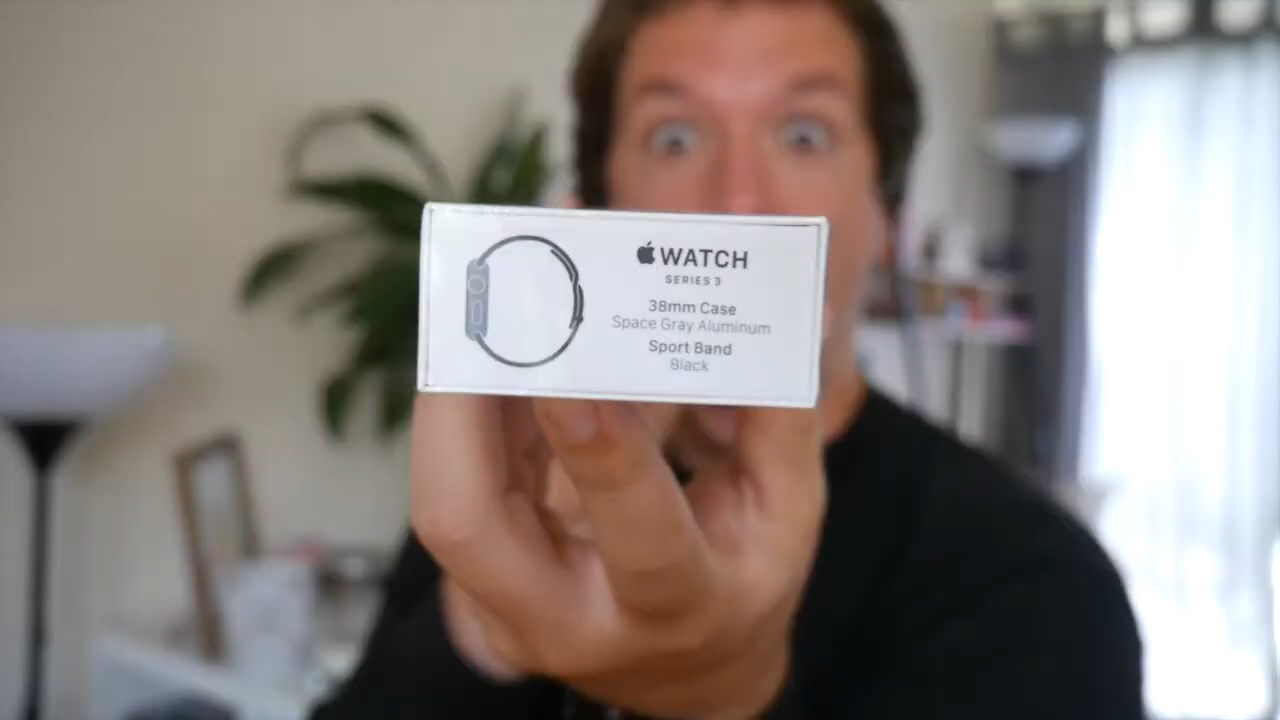 WATCH
SERIES 3
38mm Case
Space Gray Aluminum
Sport Band
Black